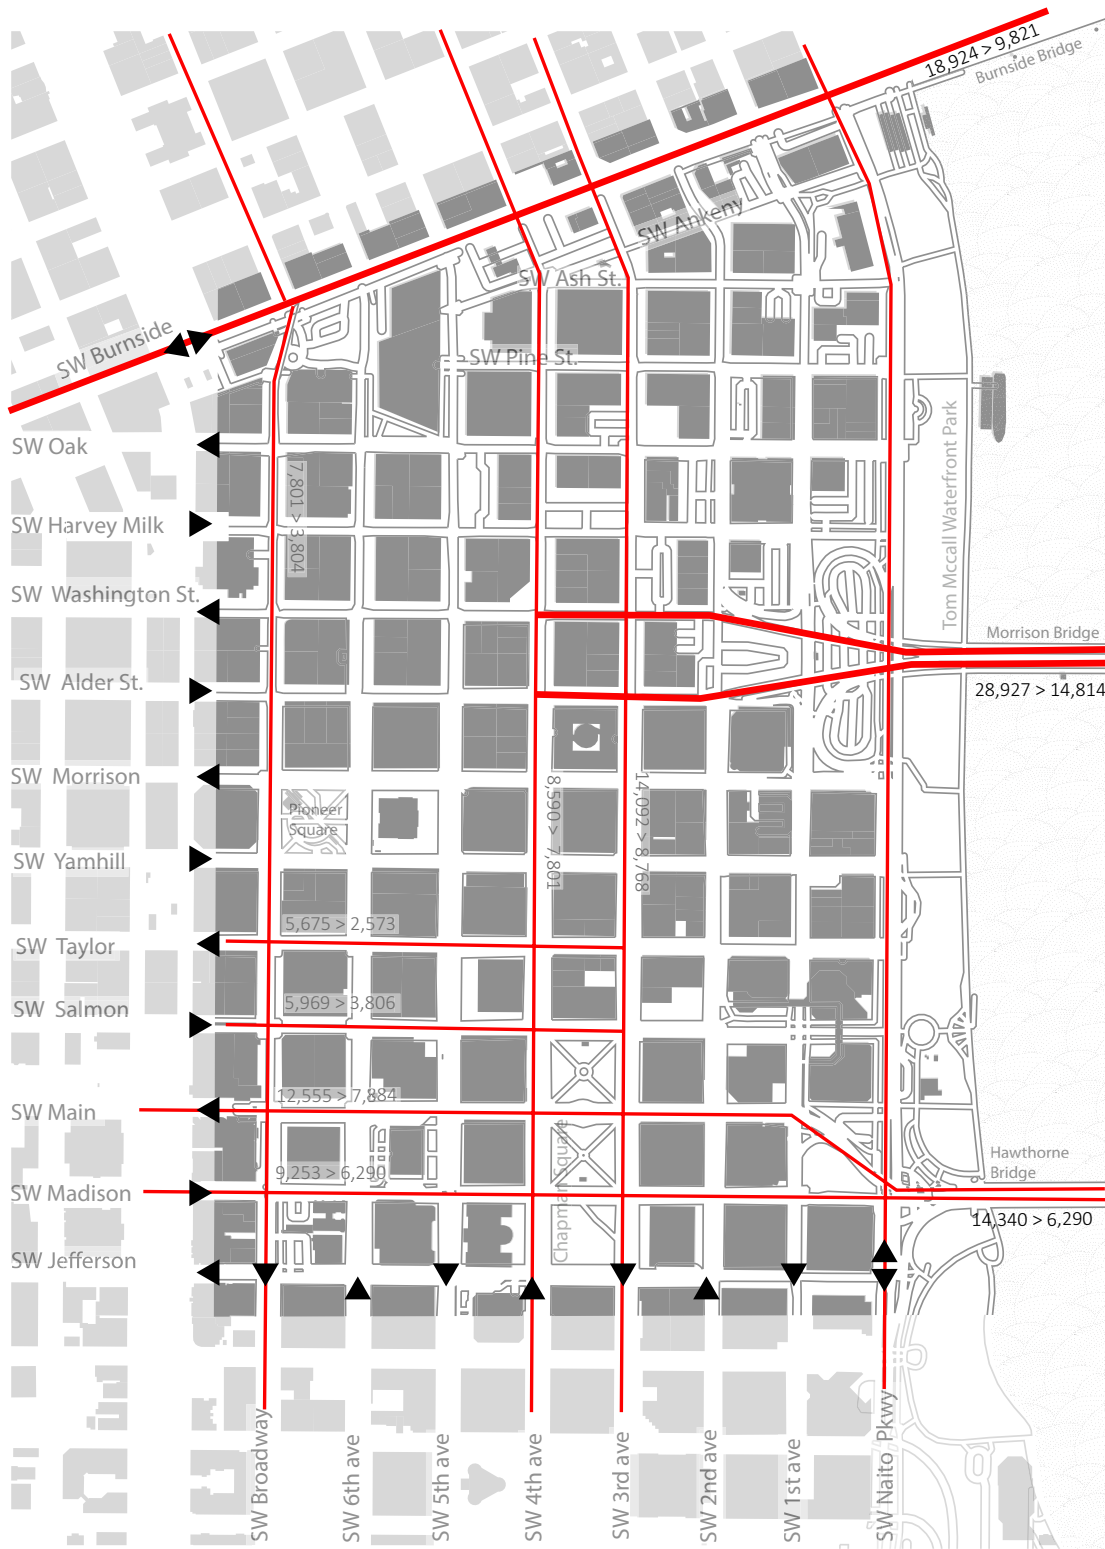 18,924 > 9,821
Burnside Bridge
SW Ankeny
SW Ash St.
SW Burnside
SW Pine St.
SW Oak
Tom Mccall Waterfront Park
7,801 > 3,804
SW Harvey Milk
SW Washington St.
Morrison Bridge
SW Alder St.
28,927 > 14,814
SW Morrison
8,590 > 7,801
14,092 > 8,768
Pioneer
Square
SW Yamhill
5,675 > 2,573
SW Taylor
5,969 > 3,806
SW Salmon
12,555 > 7,884
SW Main
Chapman Square
Hawthorne
Bridge
9,253 > 6,290
SW Madison
14,340 > 6,290
SW Jefferson
SW Broadway
SW 6th ave
SW 5th ave
SW 4th ave
SW 3rd ave
SW 2nd ave
SW 1st ave
SW Naito Pkwy